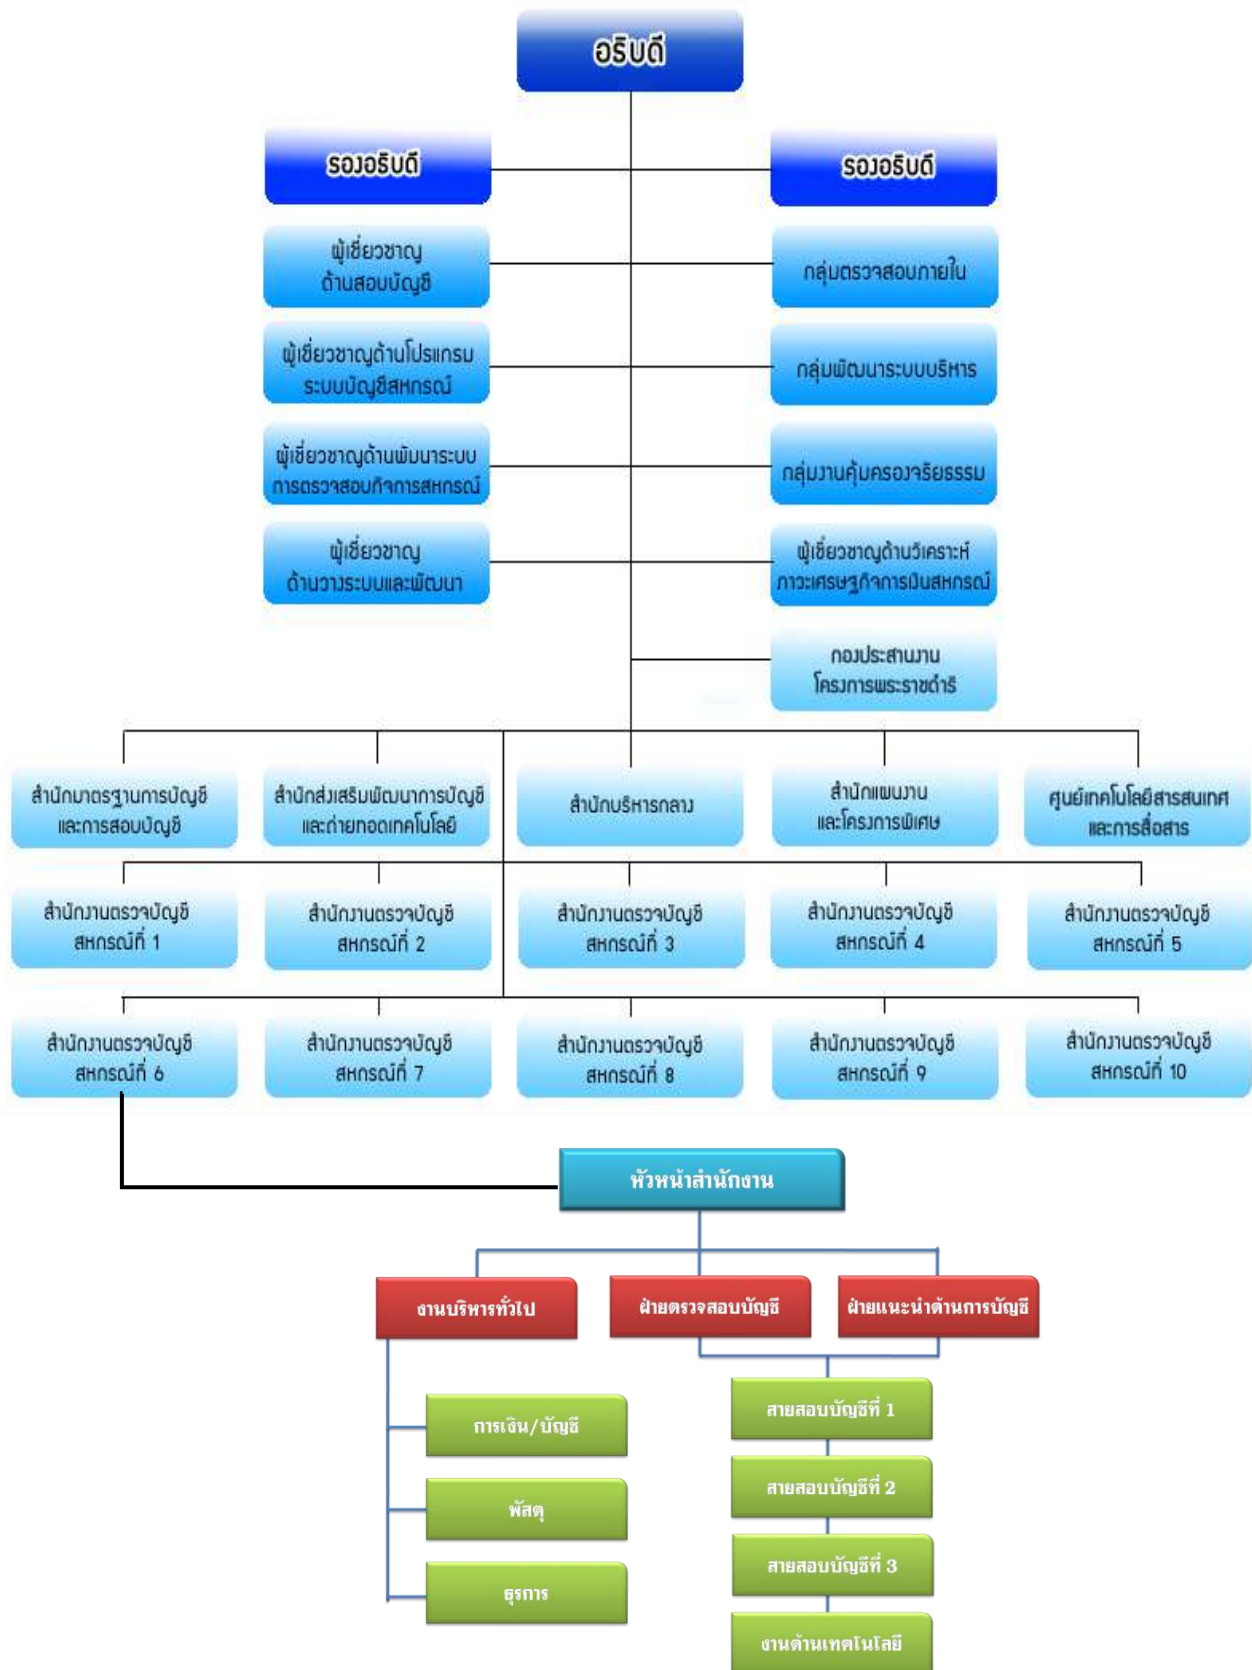 อธิบดี
รองอธิบดี
รองอธิบดี
ผู้เชี่ยวชาญ
ด้านสอบบัญชี
กลุ่มตรวจสอบภายใน
ผู้เชี่ยวชาญด้านโปรแกรม
ระบบบัญชีสหกรณ์
กลุ่มพัฒนาระบบบริหาร
ผู้เชี่ยวชาญด้านพัมนาระบบ
การตรวจสอบกิจการสหกรณ์
กลุ่มงานคุ้มครองจริยธรรม
ผู้เชี่ยวชาญ
ด้านวางระบบและพัฒนา
ผู้เชี่ยวชาญด้านวิเคราะห์
ภาวะเศรษฐกิจการเงินสหกรณ์
กองประสานงาน
โครงการพระราชดำริ
สำนักมาตรฐานการบัญชี
และการสอบบัญชี
สำนักส่งเสริมพัฒนาการบัญชี
และถ่ายทอดเทคโนโลยี
สำนักบริหารกลาง
สำนักแผนงาน
และโครงการพิเศษ
ศูนย์เทคโนโลยีสารสนเทศ
และการสื่อสาร
สำนักงานตรวจบัญชี
สหกรณ์ที่ 1
สำนักงานตรวจบัญชี
สหกรณ์ที่ 2
สำนักงานตรวจบัญชี
สหกรณ์ที่ 3
สำนักงานตรวจบัญชี
สหกรณ์ที่ 4
สำนักงานตรวจบัญชี
สหกรณ์ที่ 5
สำนักงานตรวจบัญชี
สหกรณ์ที่ 6
สำนักงานตรวจบัญชี
สหกรณ์ที่ 7
สำนักงานตรวจบัญชี
สหกรณ์ที่ 8
สำนักงานตรวจบัญชี
สหกรณ์ที่ 9
สำนักงานตรวจบัญชี
สหกรณ์ที่ 10
หัวหน้าสำนักงาน
งานบริหารทั่วไป
ฝ่ายตรวจสอบบัญชี
ฝ่ายแนะนำด้านการบัญชี
การเงิน/บัญชี
พัสดุ
ธุรการ
สายสอบบัญชีที่ 1
สายสอบบัญชีที่ 2
สายสอบบัญชีที่ 3
งานด้านเทคโนโลยี